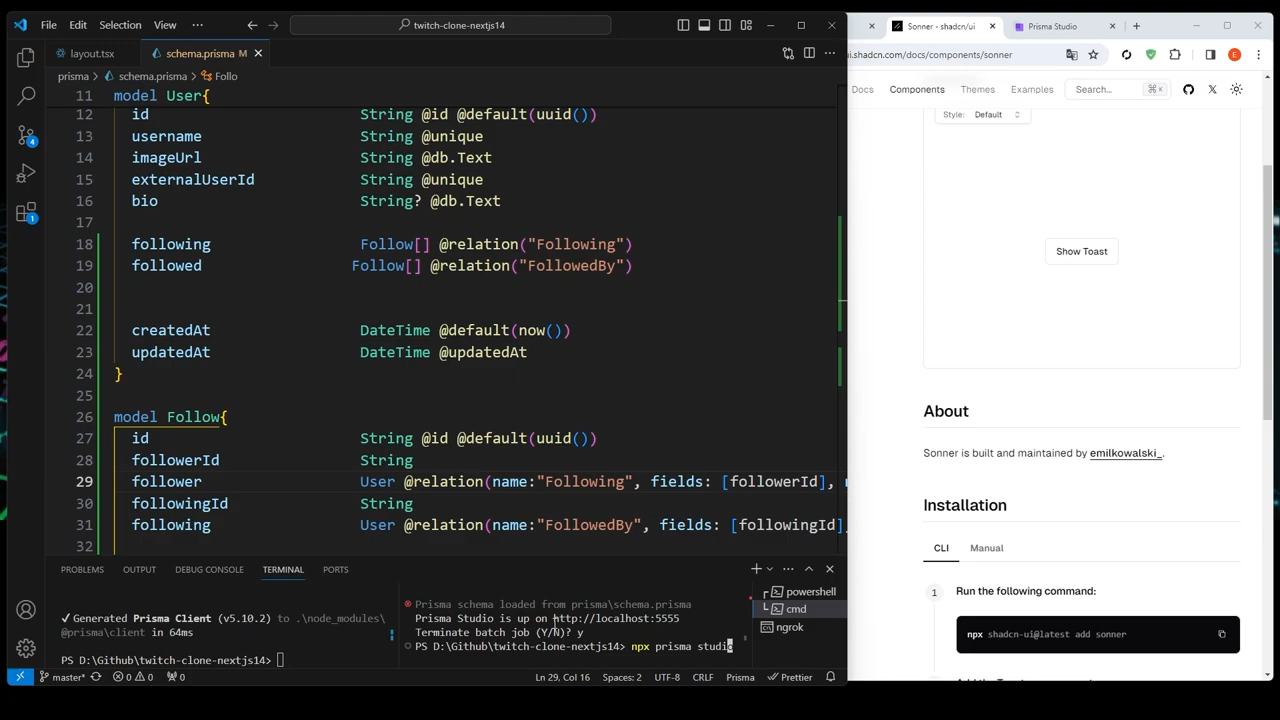 File Edit Selection View ··· twitch-clone-nextjs14
layout.tsx schema.prisma M
prisma > schema.prisma > Follo
11 model User{
12 id String @id @default(uuid())
13 username String @unique
14 imageUrl String @db.Text
15 externalUserId String @unique
16 bio String? @db.Text
17
18 following Follow[] @relation("Following")
19 followed Follow[] @relation("FollowedBy")
20
21
22 createdAt DateTime @default(now())
23 updatedAt DateTime @updatedAt
24 }
25
26 model Follow{
27 id String @id @default(uuid())
28 followerId String
29 follower User @relation(name:"Following", fields: [followerId],
30 followingId String
31 following User @relation(name:"FollowedBy", fields: [followingId]
32
PROBLEMS OUTPUT DEBUG CONSOLE TERMINAL PORTS
✓ Generated Prisma Client (v5.10.2) to .\node_modules\
@prisma\client in 64ms
PS D:\Github\twitch-clone-nextjs14>
Prisma schema loaded from prisma\schema.prisma
Prisma Studio is up on http://localhost:5555
Terminate batch job (Y/N)? y
PS D:\Github\twitch-clone-nextjs14> npx prisma studio
powershell
cmd
ngrok
master* 0 0 0 Ln 29, Col 16 Spaces: 2 UTF-8 CRLF Prisma Prettier
4
1
Sonner - shadcn/ui Prisma Studio
ui.shadcn.com/docs/components/sonner
E
Docs Components Themes Examples Search... ⌘K
Style: Default
Show Toast
About
Sonner is built and maintained by emilkowalski_.
Installation
CLI Manual
1 Run the following command:
npx shadcn-ui@latest add sonner